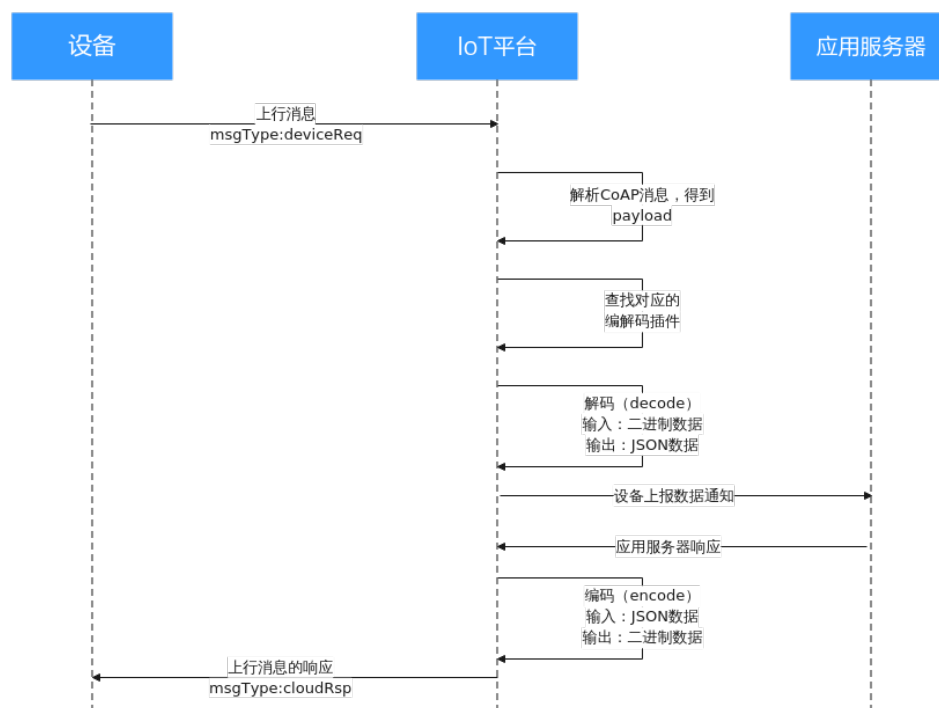 设备
IoT平台
应用服务器
上行消息
msgType:deviceReq
解析CoAP消息，得到
payload
查找对应的
编解码插件
解码（decode）
输入：二进制数据
输出：JSON数据
设备上报数据通知
应用服务器响应
编码（encode）
输入：JSON数据
输出：二进制数据
上行消息的响应
msgType:cloudRsp